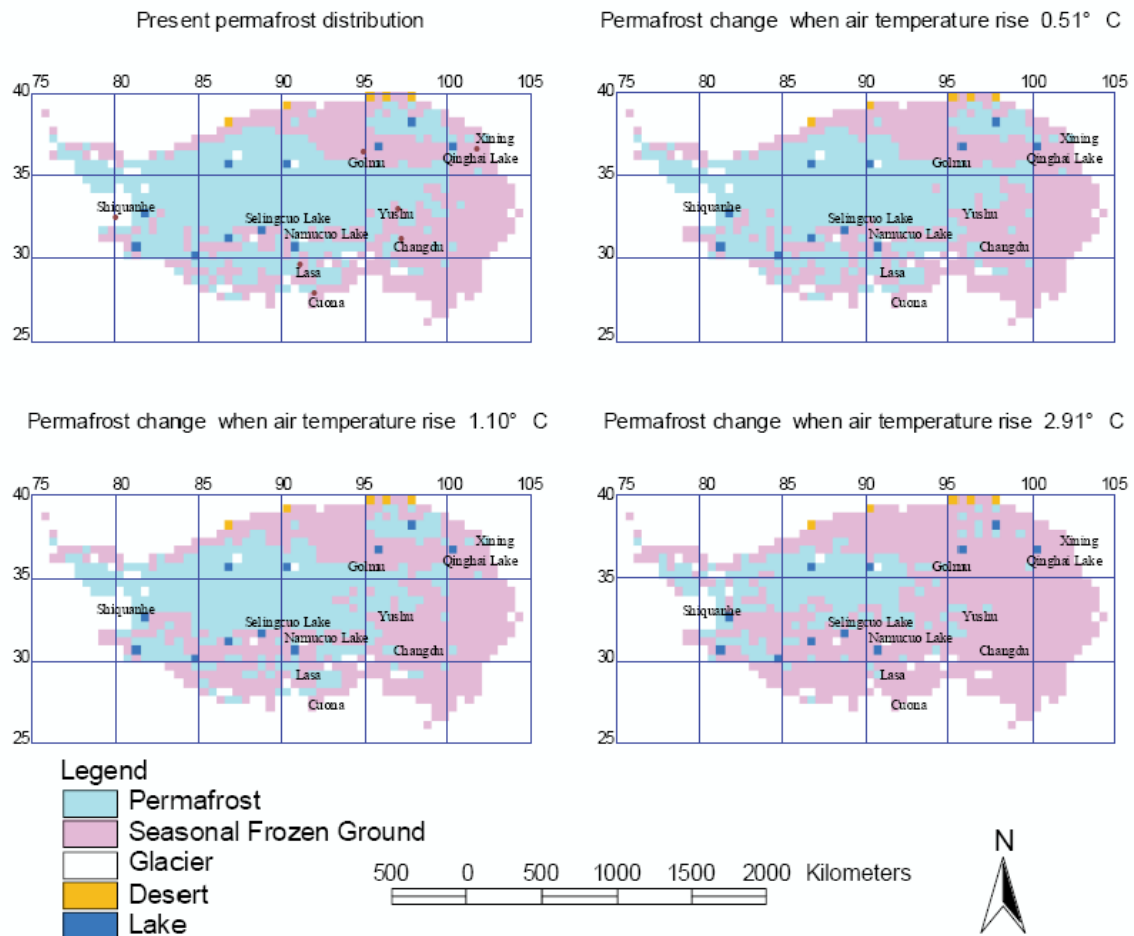 Present permafrost distribution
Permafrost change when air temperature rise 0.51° C
75 80 85 90 95 100 105
40
35
30
25
Xining
Golmu
Qinghai Lake
Shiquanhe
Yushu
Selingcuo Lake
Namucuo Lake
Changdu
Lasa
Cuona
75 80 85 90 95 100 105
40
35
30
25
Xining
Golmu
Qinghai Lake
Shiquanhe
Yushu
Selingcuo Lake
Namucuo Lake
Changdu
Lasa
Cuona
Permafrost change when air temperature rise 1.10° C
Permafrost change when air temperature rise 2.91° C
75 80 85 90 95 100 105
40
35
30
25
Xining
Golmu
Qinghai Lake
Shiquanhe
Yushu
Selingcuo Lake
Namucuo Lake
Changdu
Lasa
Cuona
75 80 85 90 95 100 105
40
35
30
25
Xining
Golmu
Qinghai Lake
Shiquanhe
Yushu
Selingcuo Lake
Namucuo Lake
Changdu
Lasa
Cuona
Legend
Permafrost
Seasonal Frozen Ground
Glacier
Desert
Lake
500 0 500 1000 1500 2000 Kilometers
N